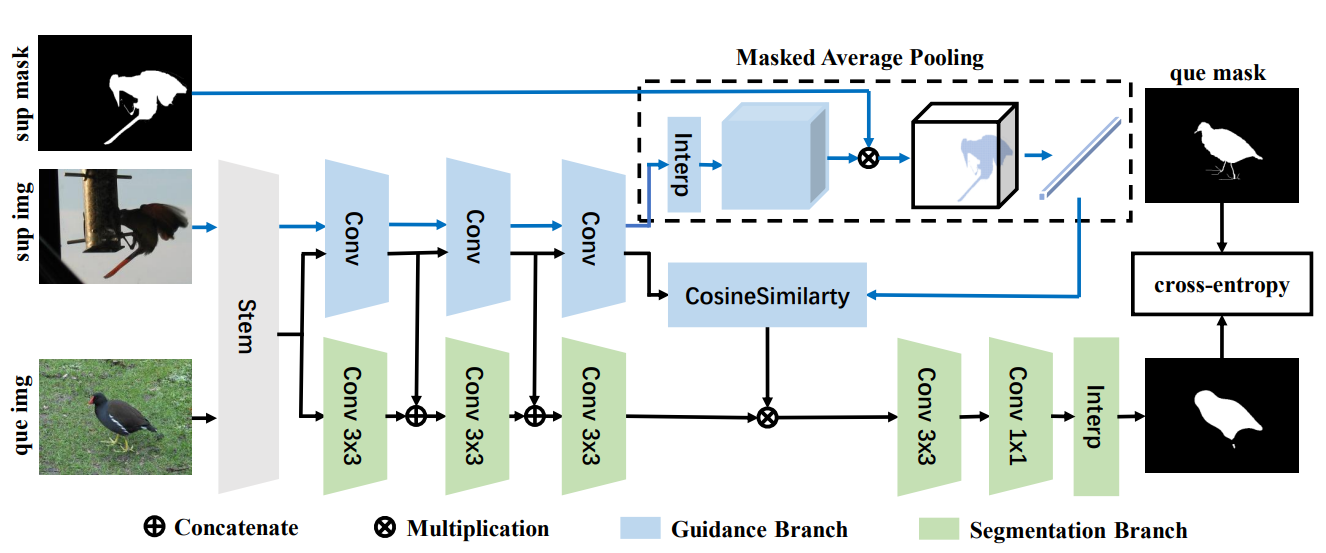 Masked Average Pooling
que mask
sup mask
sup img
que img
Stem
Conv
Conv
Conv
Interp
CosineSimilarty
cross-entropy
Conv 3x3
Conv 3x3
Conv 3x3
Conv 3x3
Conv 1x1
Interp
Concatenate
Multiplication
Guidance Branch
Segmentation Branch